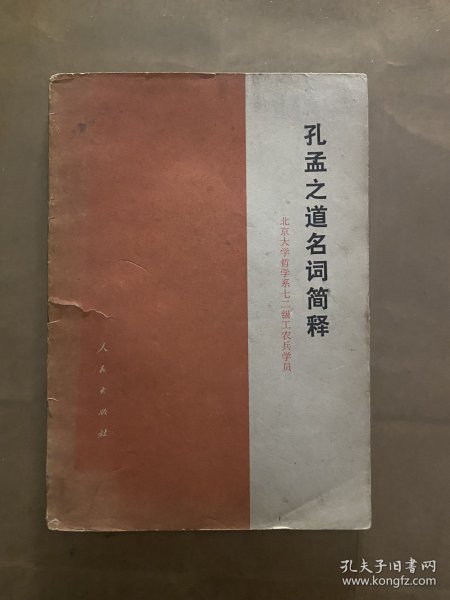 孔孟之道名词简释
北京大学哲学系七二级工农兵学员
人民出版社
孔夫子旧书网
www.kongfz.com